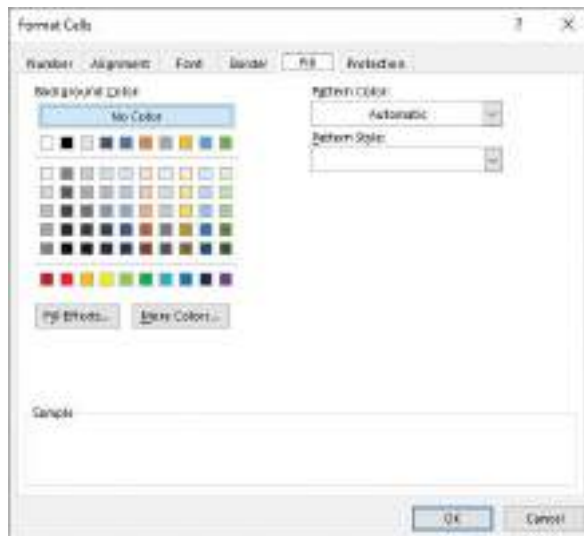 Format Cells ? ×
Number Alignment Font Border Fill Protection
Background Color: Pattern Color:
No Color Automatic
Pattern Style:
Fill Effects... More Colors...
Sample
OK Cancel